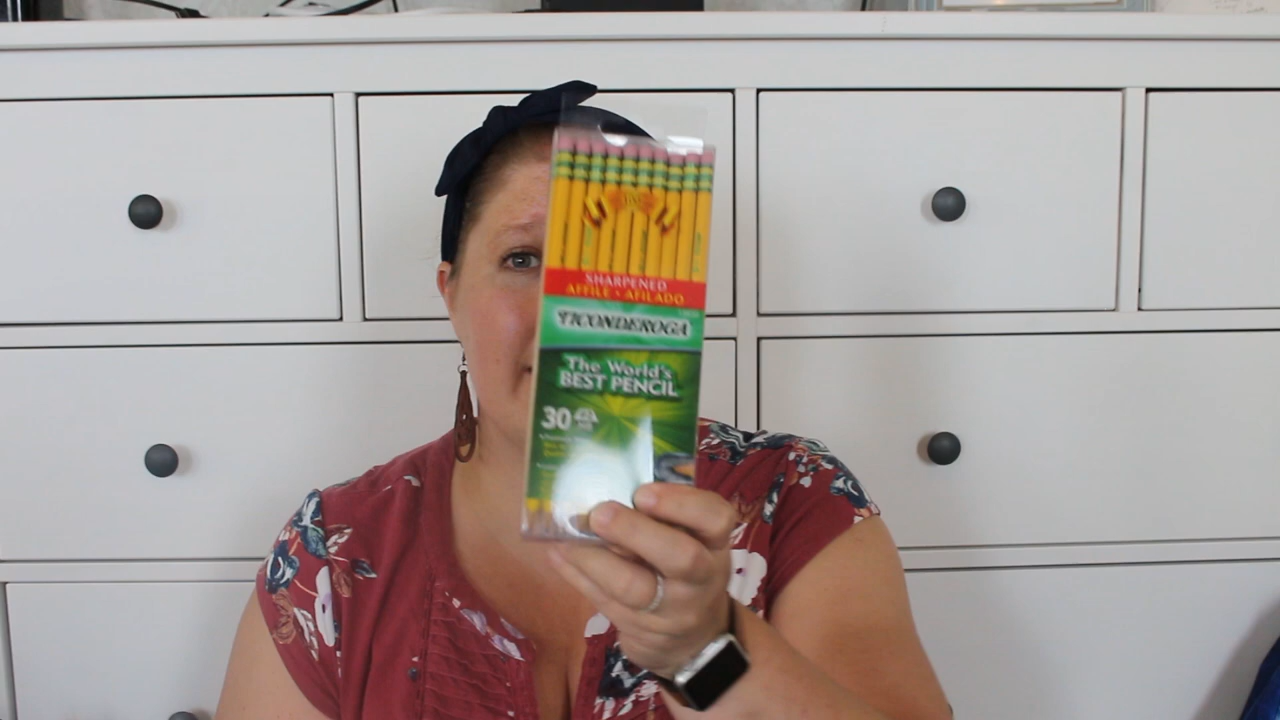 SHARPENED
AFFILÉ • AFILADO
TICONDEROGA
The World's
BEST PENCIL
30